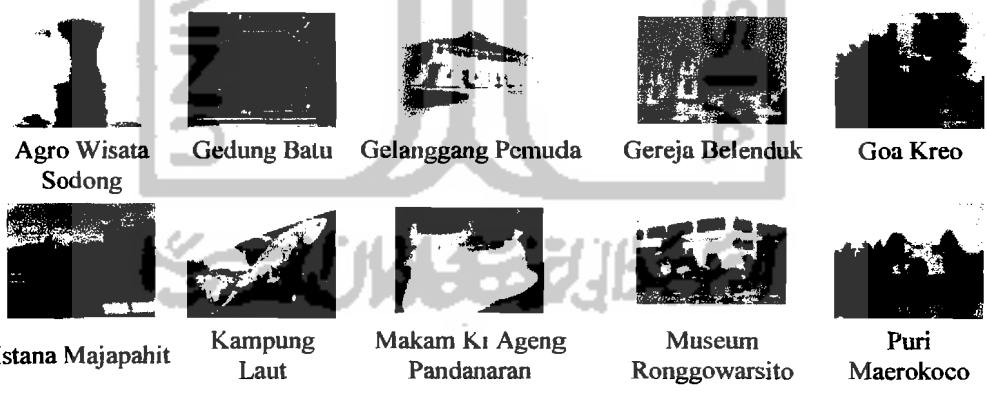 Agro Wisata
Sodong
Gedung Batu
Gelanggang Pemuda
Gereja Belenduk
Goa Kreo
Istana Majapahit
Kampung
Laut
Makam Ki Ageng
Pandanaran
Museum
Ronggowarsito
Puri
Maerokoco